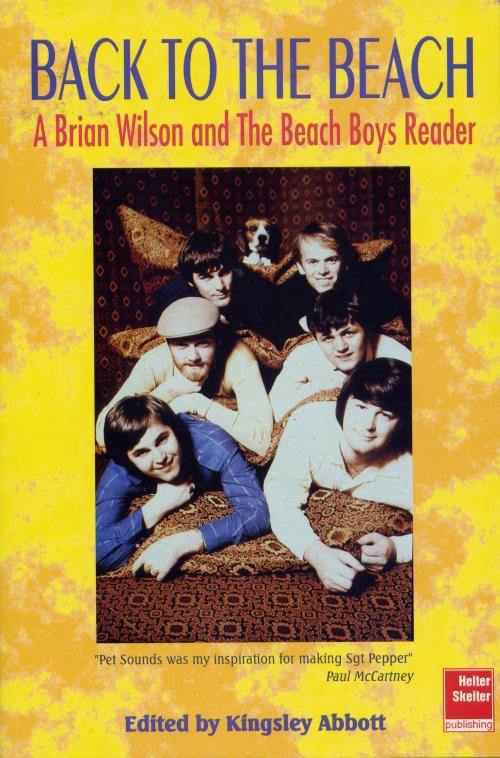 BACK TO THE BEACH
A Brian Wilson and The Beach Boys Reader
"Pet Sounds was my inspiration for making Sgt Pepper"
Paul McCartney
Edited by Kingsley Abbott
Helter
Skelter
publishing